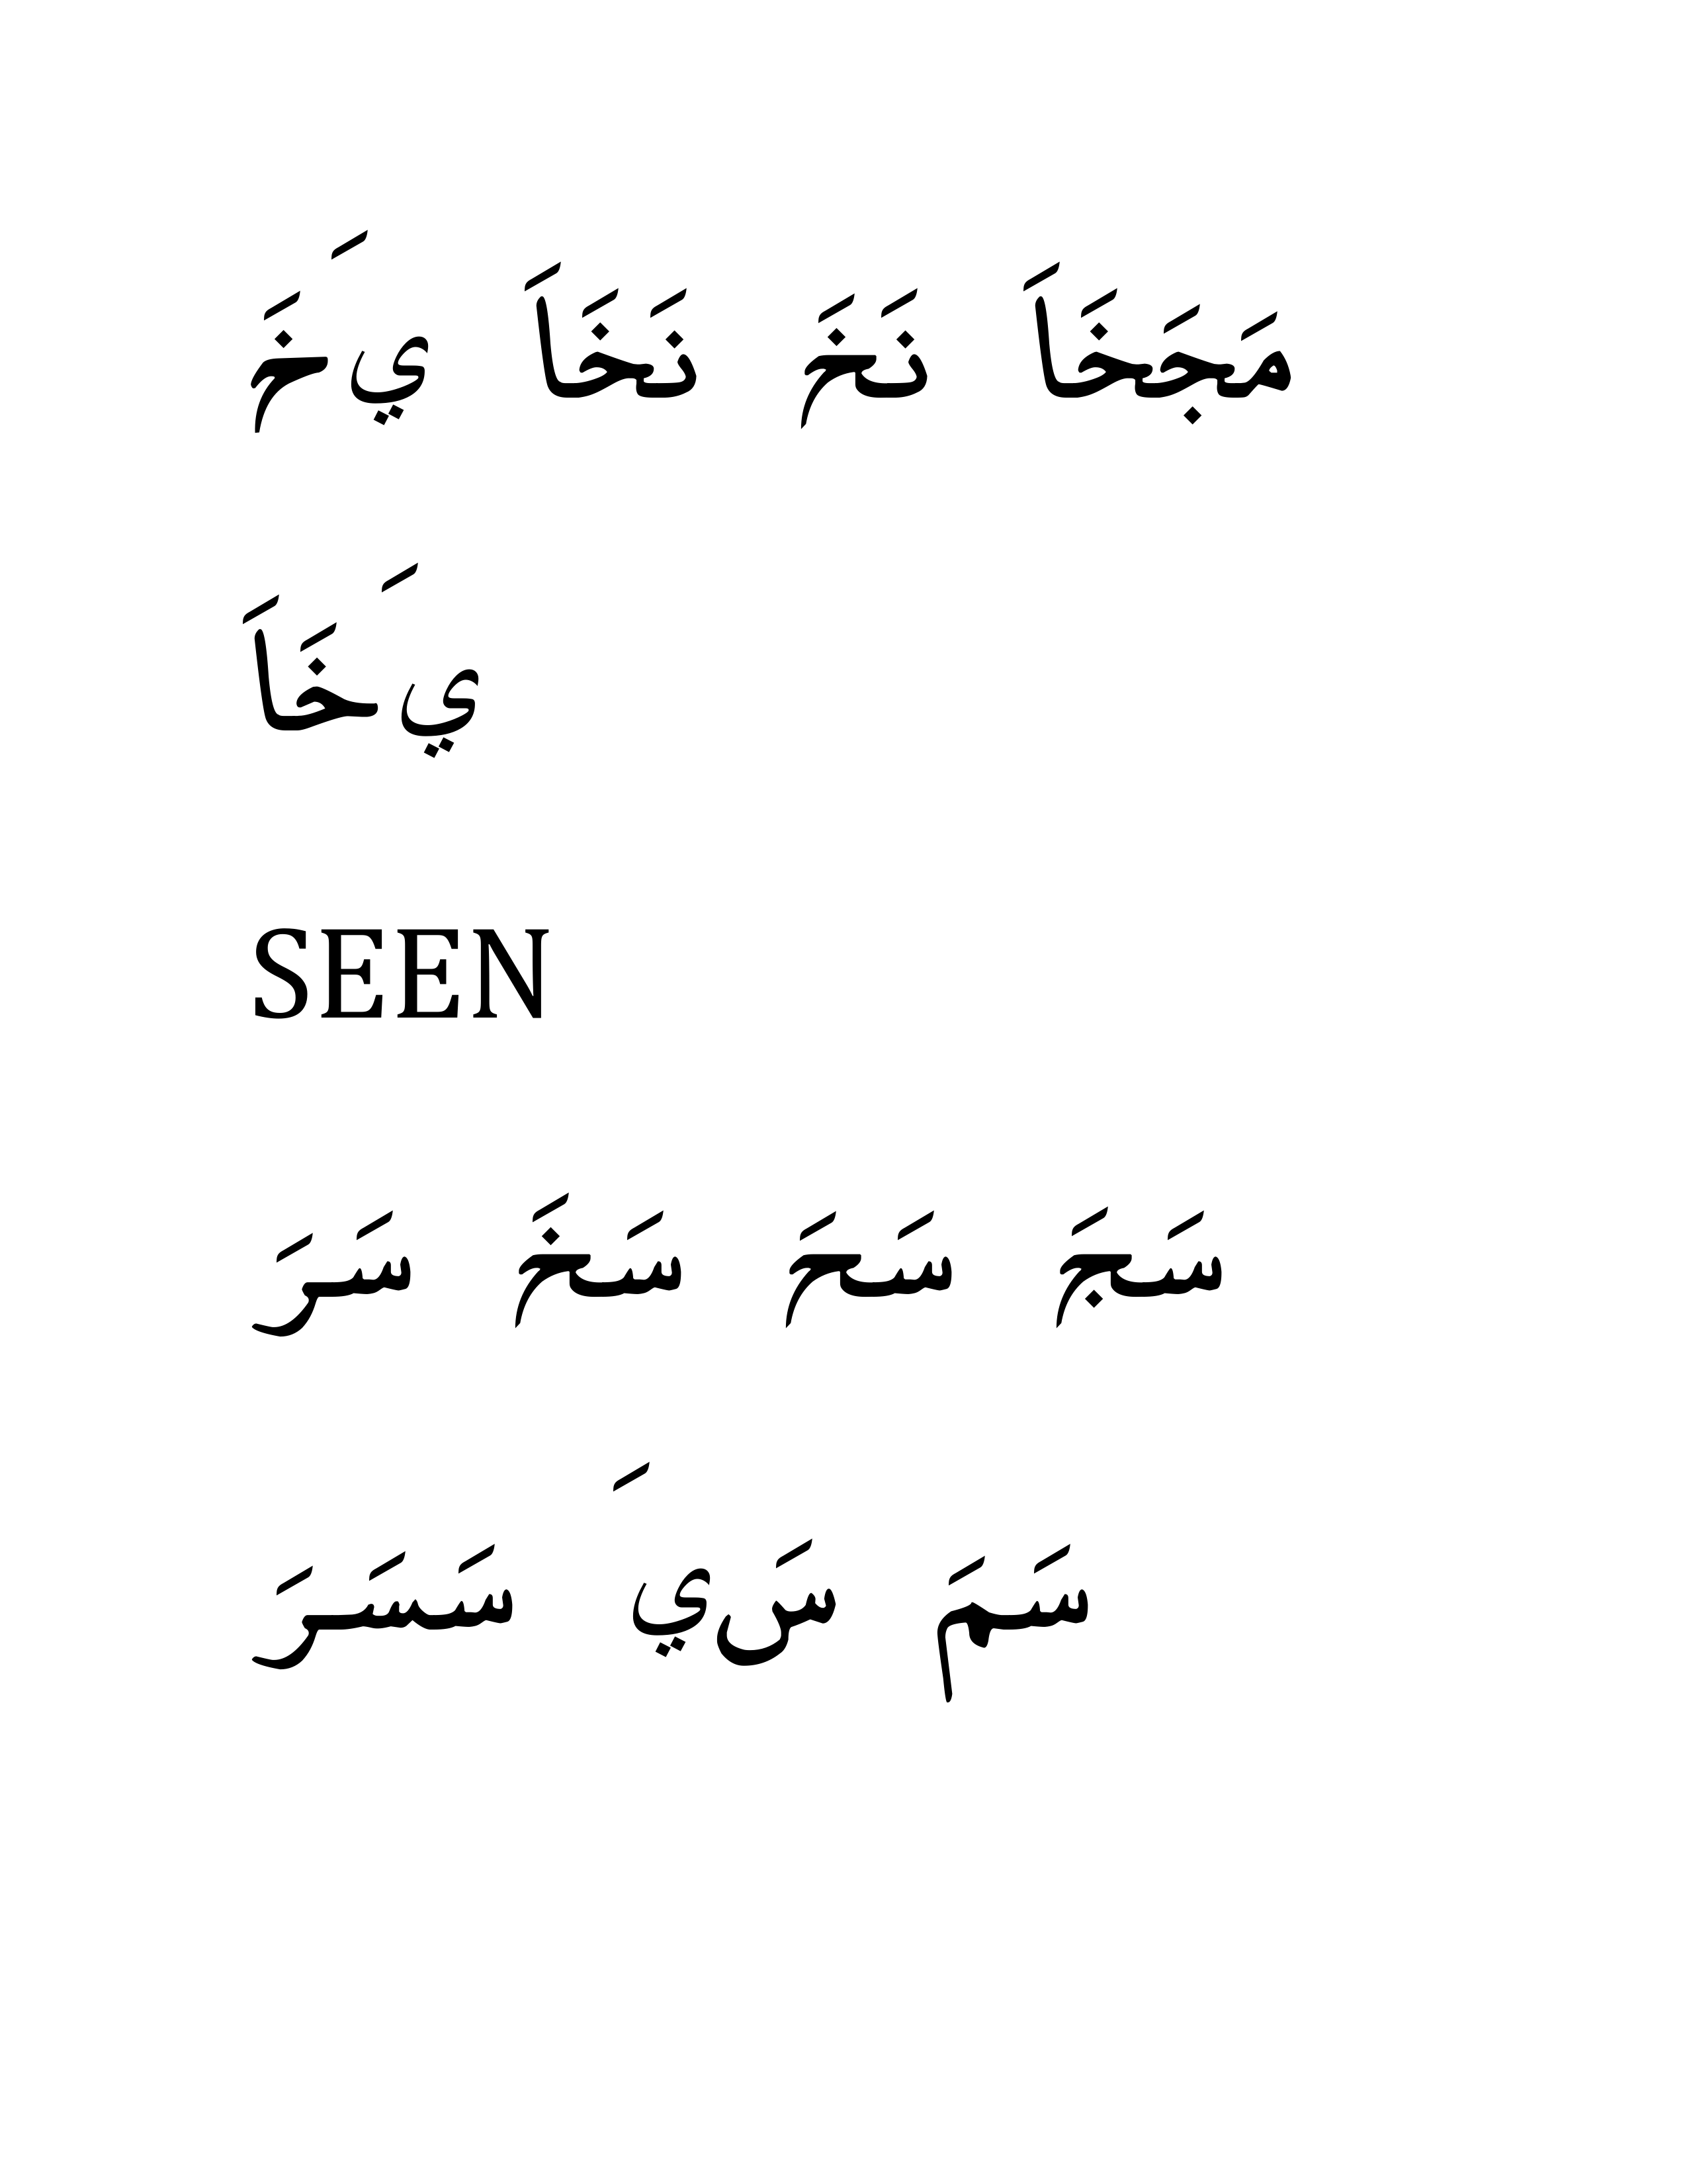 مَجَخَاَ نَخَ نَخَاَ يَخَ
يَخَاَ
SEEN
سَجَ سَحَ سَخَ سَرَ
سَمَ سَيَ سَسَرَ